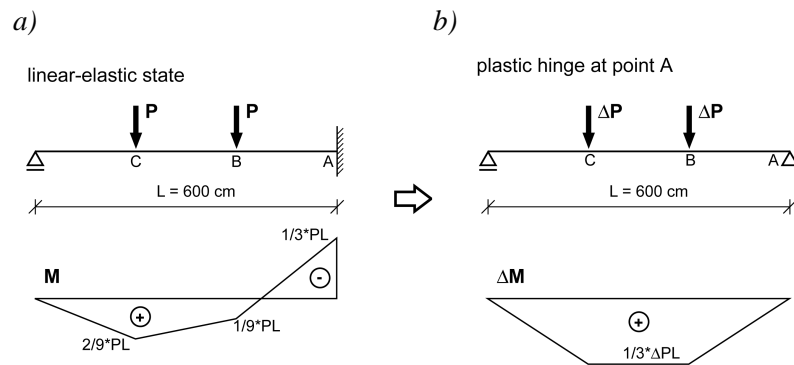 a)
linear-elastic state
P
P
C
B
A
L = 600 cm
1/3*PL
M
-
+
1/9*PL
2/9*PL
b)
plastic hinge at point A
ΔP
ΔP
C
B
A
L = 600 cm
ΔM
+
1/3*ΔPL